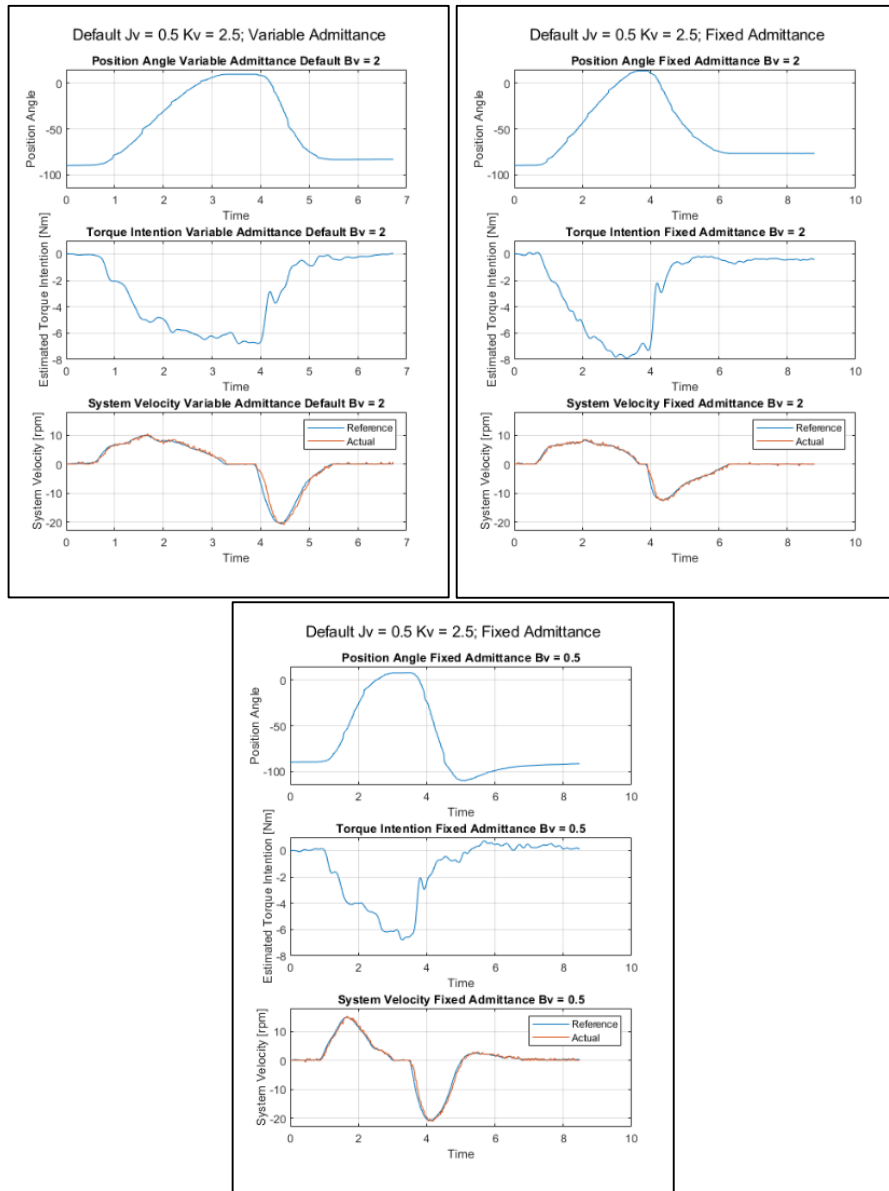 Default Jv = 0.5 Kv = 2.5; Variable Admittance
Position Angle Variable Admittance Default Bv = 2
Position Angle
0
-50
-100
0 1 2 3 4 5 6 7
Time
Torque Intention Variable Admittance Default Bv = 2
Estimated Torque Intention [Nm]
0
-2
-4
-6
-8
0 1 2 3 4 5 6 7
Time
System Velocity Variable Admittance Default Bv = 2
System Velocity [rpm]
10
0
-10
-20
Reference
Actual
0 1 2 3 4 5 6 7
Time
Default Jv = 0.5 Kv = 2.5; Fixed Admittance
Position Angle Fixed Admittance Bv = 2
Position Angle
0
-50
-100
0 2 4 6 8 10
Time
Torque Intention Fixed Admittance Bv = 2
Estimated Torque Intention [Nm]
0
-2
-4
-6
-8
0 2 4 6 8 10
Time
System Velocity Fixed Admittance Bv = 2
System Velocity [rpm]
10
0
-10
-20
Reference
Actual
0 2 4 6 8 10
Time
Default Jv = 0.5 Kv = 2.5; Fixed Admittance
Position Angle Fixed Admittance Bv = 0.5
Position Angle
0
-50
-100
0 2 4 6 8 10
Time
Torque Intention Fixed Admittance Bv = 0.5
Estimated Torque Intention [Nm]
0
-2
-4
-6
-8
0 2 4 6 8 10
Time
System Velocity Fixed Admittance Bv = 0.5
System Velocity [rpm]
10
0
-10
-20
Reference
Actual
0 2 4 6 8 10
Time